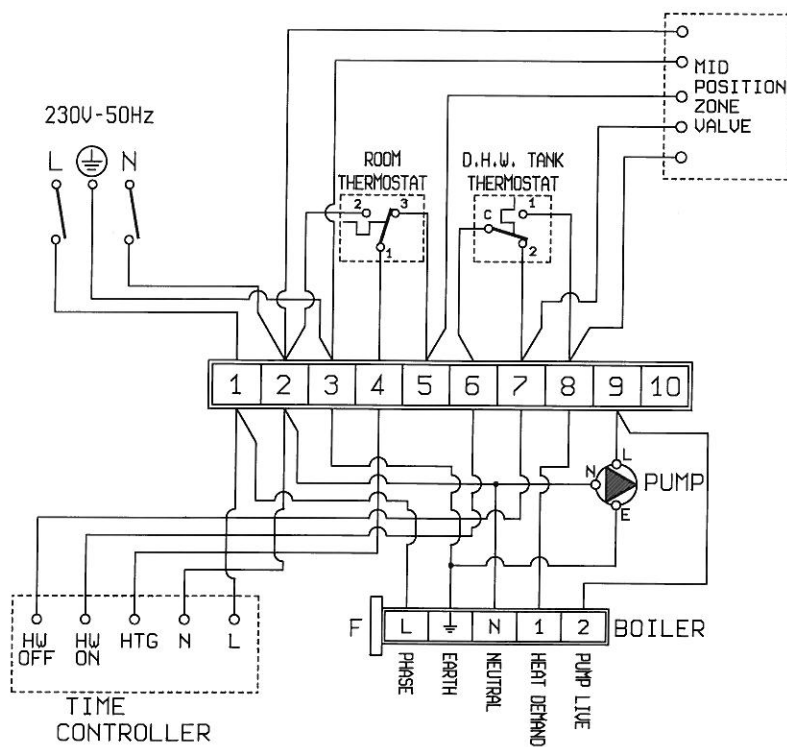 MID
POSITION
ZONE
VALVE
230V-50Hz
L N
ROOM
THERMOSTAT
2 3
1
D.H.W. TANK
THERMOSTAT
C 1
2
1 2 3 4 5 6 7 8 9 10
L
N PUMP
E
HW OFF
HW ON
HTG
N
L
TIME
CONTROLLER
F L N 1 2 BOILER
PHASE
EARTH
NEUTRAL
HEAT DEMAND
PUMP LIVE